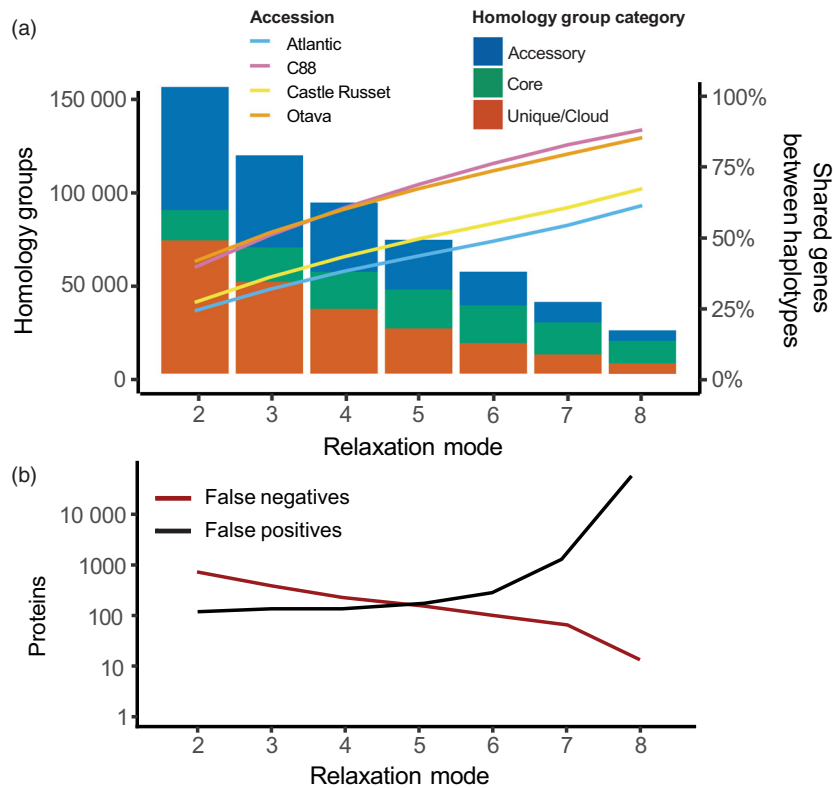 (a)
Accession
Atlantic
C88
Castle Russet
Otava
Homology group category
Accessory
Core
Unique/Cloud
Homology groups
150 000
100 000
50 000
0
100%
75%
50%
25%
0%
Shared genes
between haplotypes
2 3 4 5 6 7 8
Relaxation mode
(b)
False negatives
False positives
Proteins
10 000
1000
100
10
1
2 3 4 5 6 7 8
Relaxation mode